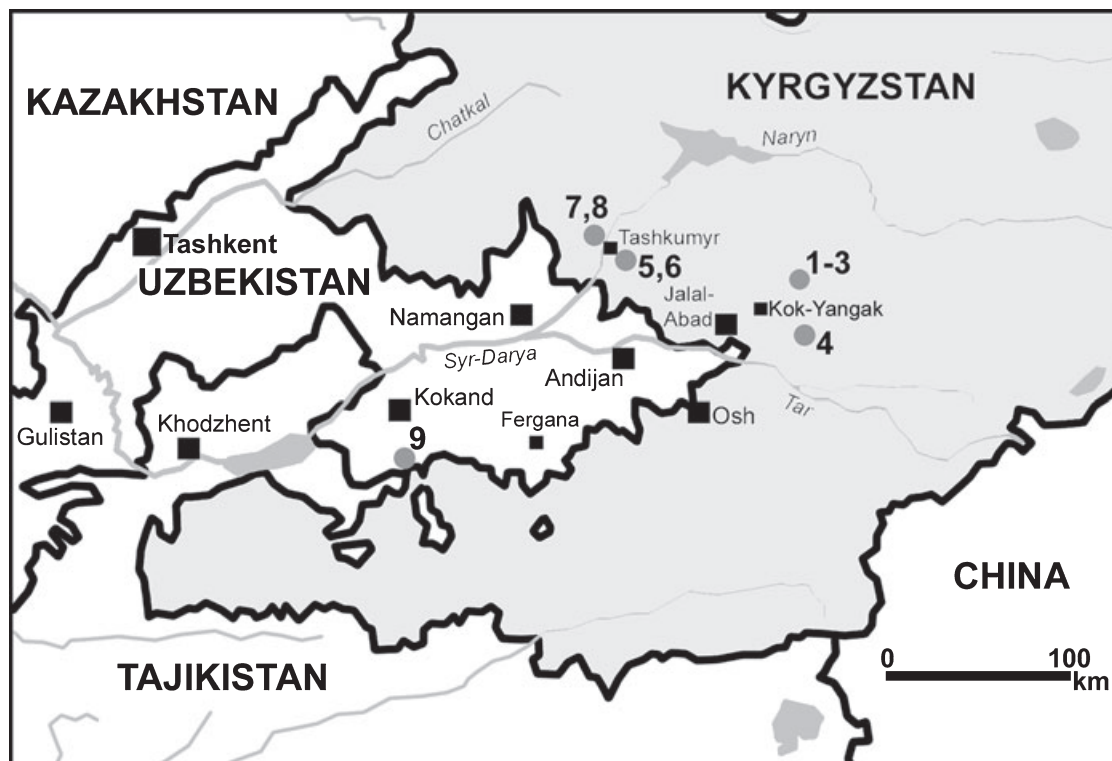 KAZAKHSTAN
KYRGYZSTAN
Chatkal
Naryn
7,8
Tashkumyr
Tashkent
5,6
1-3
UZBEKISTAN
Jalal-
Abad
Kok-Yangak
Namangan
4
Syr-Darya
Andijan
Kokand
Tar
Khodzhent
Fergana
Osh
Gulistan
9
CHINA
0
100
km
TAJIKISTAN